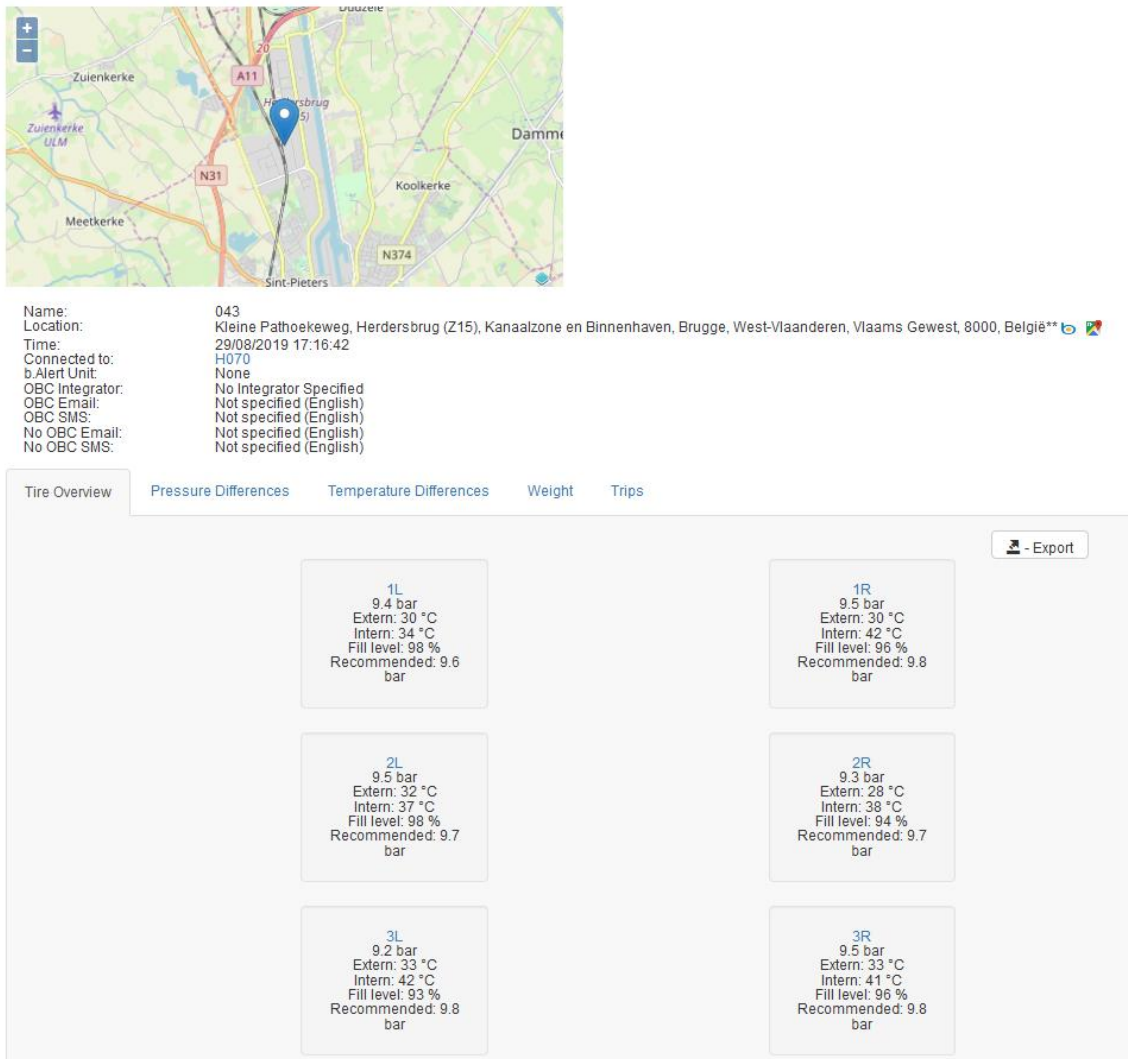 +
-
Dudzele
20
Zuienkerke
A11
Zuienkerke
ULM
Damme
N31
Koolkerke
Meetkerke
N374
Sint-Pieters
Name: 043
Location: Kleine Pathoekeweg, Herdersbrug (Z15), Kanaalzone en Binnenhaven, Brugge, West-Vlaanderen, Vlaams Gewest, 8000, België** b
Time: 29/08/2019 17:16:42
Connected to: H070
b.Alert Unit: None
OBC Integrator: No Integrator Specified
OBC Email: Not specified (English)
OBC SMS: Not specified (English)
No OBC Email: Not specified (English)
No OBC SMS: Not specified (English)
Tire Overview Pressure Differences Temperature Differences Weight Trips
- Export
1L
9.4 bar
Extern: 30 °C
Intern: 34 °C
Fill level: 98 %
Recommended: 9.6
bar
1R
9.5 bar
Extern: 30 °C
Intern: 42 °C
Fill level: 96 %
Recommended: 9.8
bar
2L
9.5 bar
Extern: 32 °C
Intern: 37 °C
Fill level: 98 %
Recommended: 9.7
bar
2R
9.3 bar
Extern: 28 °C
Intern: 38 °C
Fill level: 94 %
Recommended: 9.7
bar
3L
9.2 bar
Extern: 33 °C
Intern: 42 °C
Fill level: 93 %
Recommended: 9.8
bar
3R
9.5 bar
Extern: 33 °C
Intern: 41 °C
Fill level: 96 %
Recommended: 9.8
bar